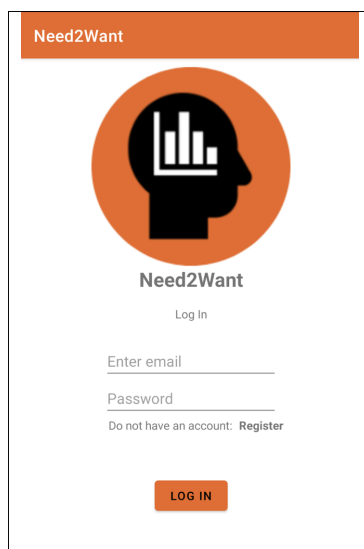 Need2Want
Need2Want
Log In
Enter email
Password
Do not have an account: Register
LOG IN